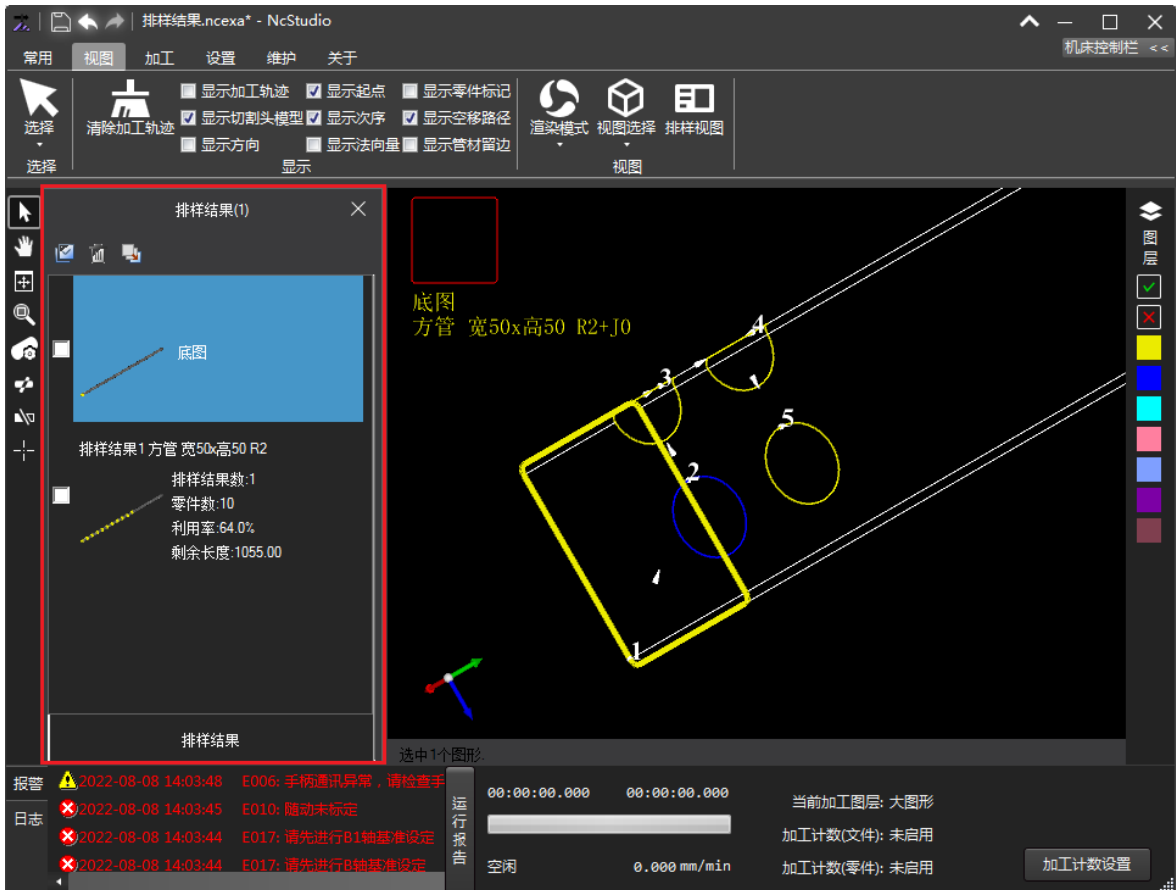 排样结果.ncexa* - NcStudio
机床控制栏 <<
常用 视图 加工 设置 维护 关于
选择
清除加工轨迹
显示加工轨迹 显示起点 显示零件标记
显示切割头模型 显示次序 显示空移路径
显示方向 显示法向量 显示管材留边
渲染模式 视图选择 排样视图
选择 显示 视图
排样结果(1)
底图
排样结果1 方管 宽50x高50 R2
排样结果数:1
零件数:10
利用率:64.0%
剩余长度:1055.00
排样结果
底图
方管 宽50x高50 R2+J0
4
3
5
2
1
选中1个图形.
图
层
报警
日志
2022-08-08 14:03:48 E006: 手柄通讯异常，请检查手
2022-08-08 14:03:45 E010: 随动未标定
2022-08-08 14:03:44 E017: 请先进行B1轴基准设定
2022-08-08 14:03:44 E017: 请先进行B轴基准设定
运
行
报
告
00:00:00.000 00:00:00.000
空闲 0.000 mm/min
当前加工图层: 大图形
加工计数(文件): 未启用
加工计数(零件): 未启用
加工计数设置